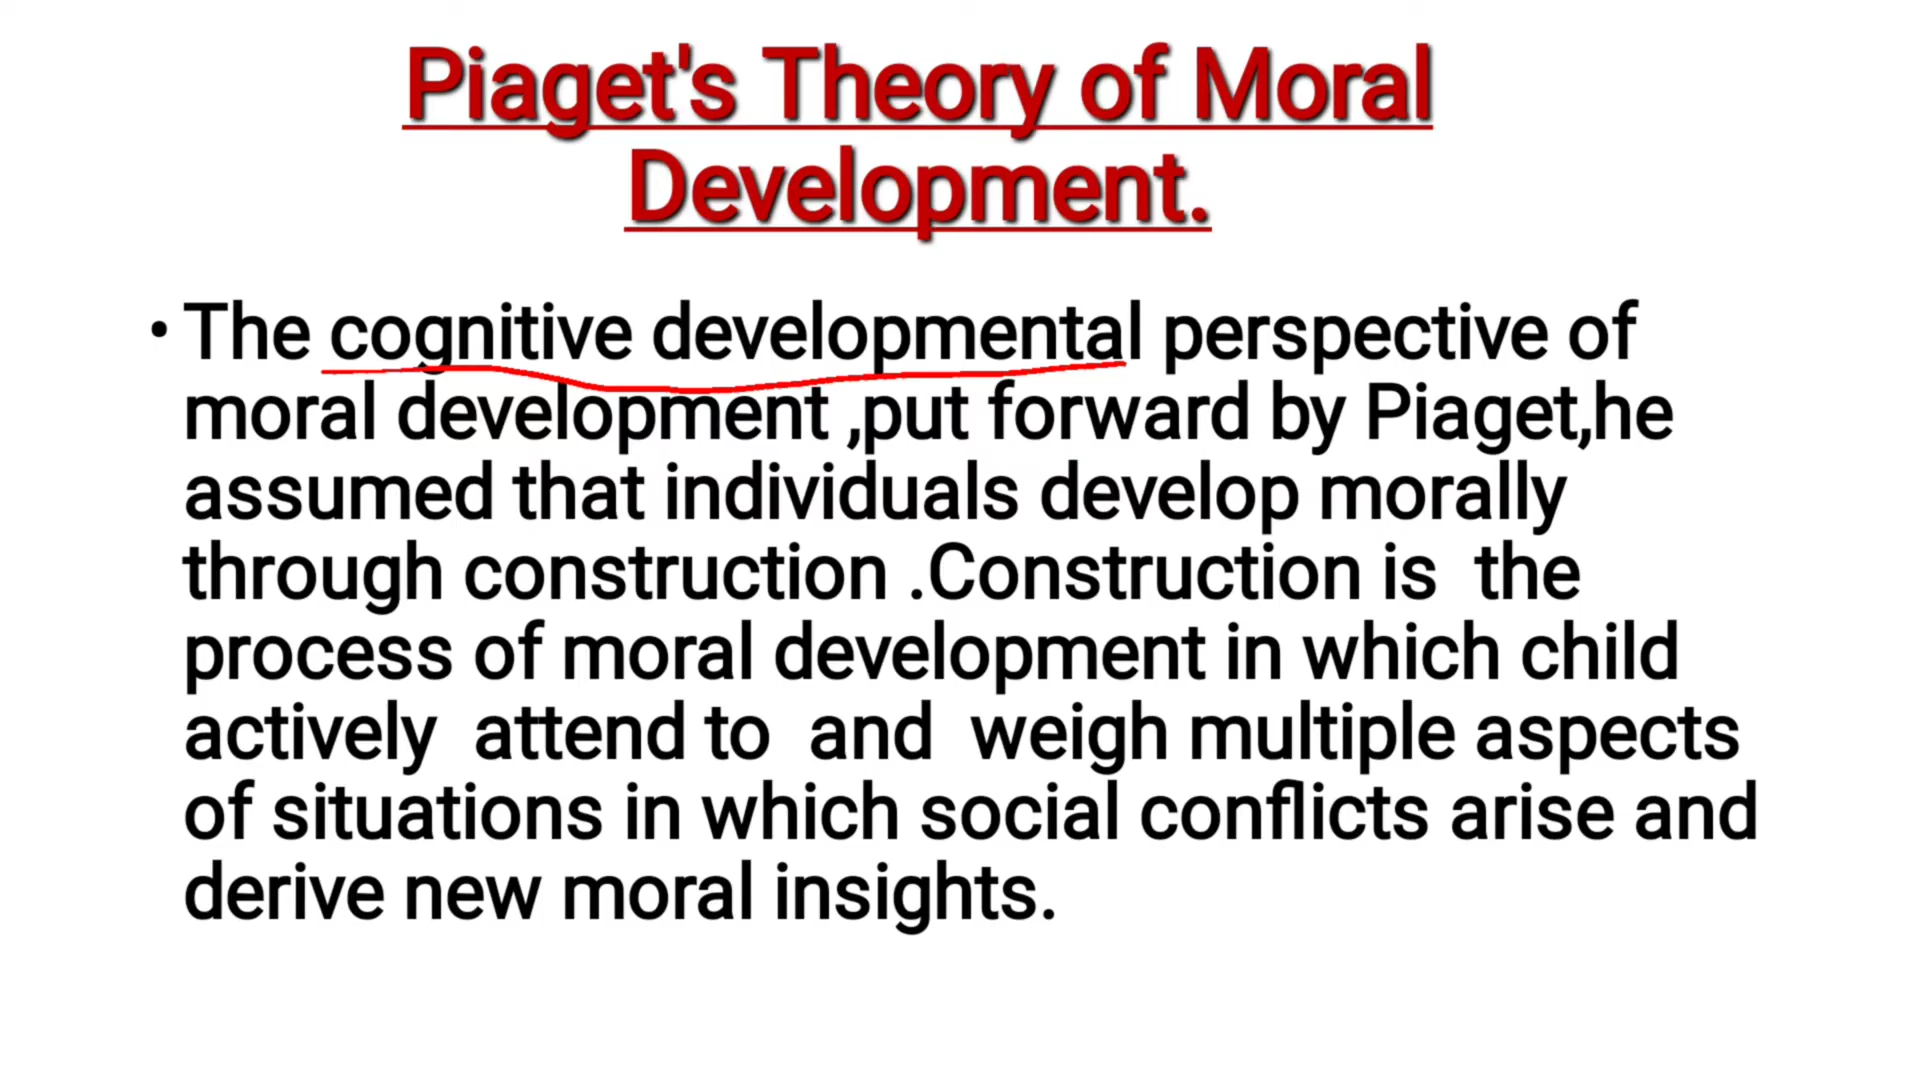 Piaget's Theory of Moral
Development.
• The cognitive developmental perspective of
moral development ,put forward by Piaget,he
assumed that individuals develop morally
through construction .Construction is  the
process of moral development in which child
actively  attend to  and  weigh multiple aspects
of situations in which social conflicts arise and
derive new moral insights.